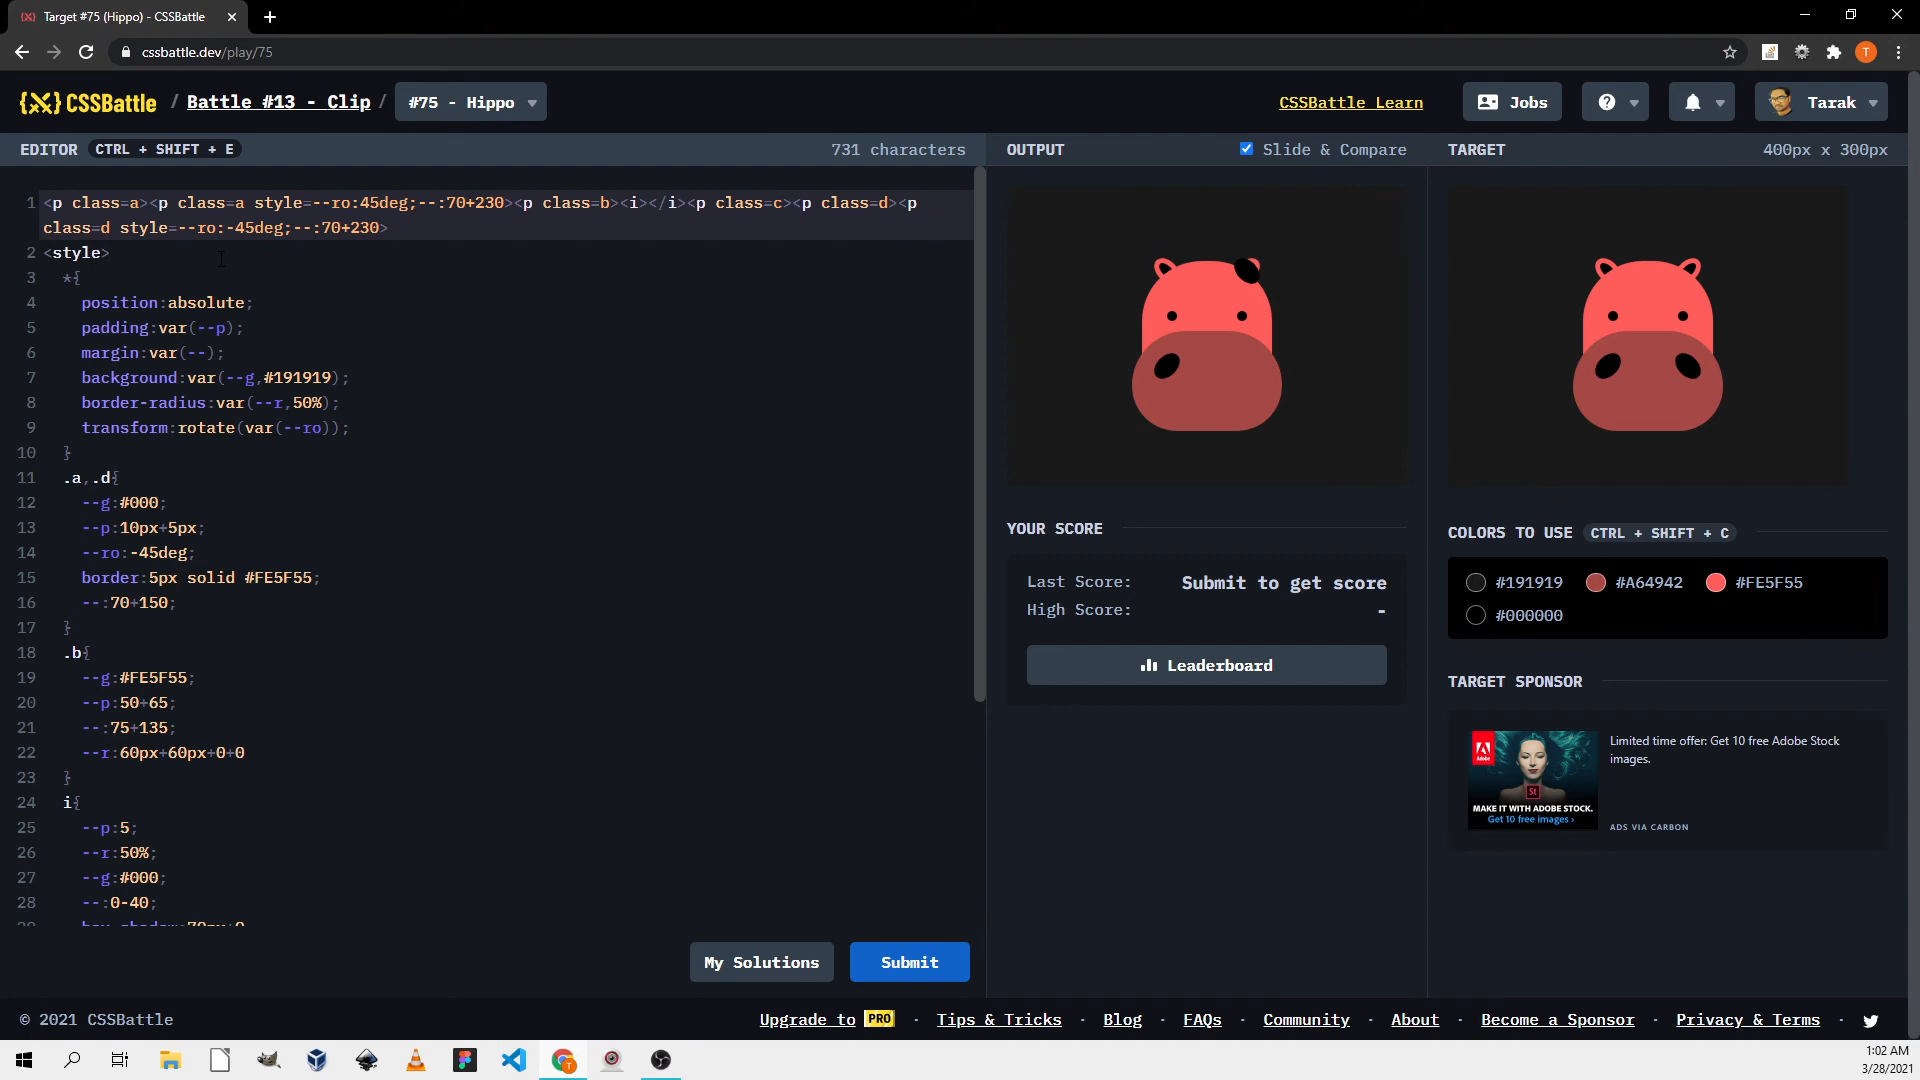 Target #75 (Hippo) - CSSBattle
cssbattle.dev/play/75
T
CSSBattle / Battle #13 - Clip / #75 - Hippo
CSSBattle Learn
Jobs
Tarak
EDITOR CTRL + SHIFT + E
731 characters
OUTPUT
Slide & Compare
TARGET
400px x 300px
1 <p class=a><p class=a style=--ro:45deg;--:70+230><p class=b><i></i><p class=c><p class=d><p
class=d style=--ro:-45deg;--:70+230>
2 <style>
3 *{
4 position:absolute;
5 padding:var(--p);
6 margin:var(--);
7 background:var(--g,#191919);
8 border-radius:var(--r,50%);
9 transform:rotate(var(--ro));
10 }
11 .a,.d{
12 --g:#000;
13 --p:10px+5px;
14 --ro:-45deg;
15 border:5px solid #FE5F55;
16 --:70+150;
17 }
18 .b{
19 --g:#FE5F55;
20 --p:50+65;
21 --:75+135;
22 --r:60px+60px+0+0
23 }
24 i{
25 --p:5;
26 --r:50%;
27 --g:#000;
28 --:0-40;
My Solutions
Submit
YOUR SCORE
Last Score: Submit to get score
High Score: -
Leaderboard
COLORS TO USE CTRL + SHIFT + C
#191919 #A64942 #FE5F55
#000000
TARGET SPONSOR
Adobe
St
MAKE IT WITH ADOBE STOCK.
Get 10 free images ›
Limited time offer: Get 10 free Adobe Stock
images.
ADS VIA CARBON
© 2021 CSSBattle
Upgrade to PRO · Tips & Tricks · Blog · FAQs · Community · About · Become a Sponsor · Privacy & Terms ·
1:02 AM
3/28/2021